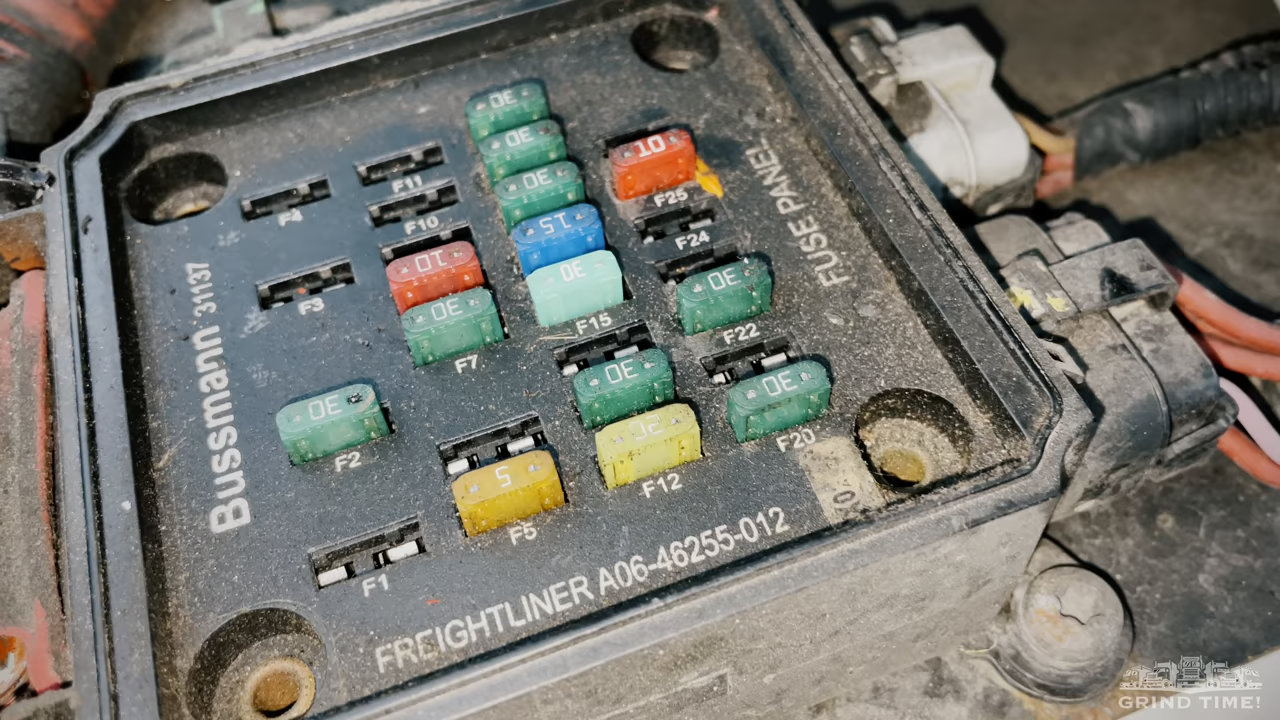 30
30
30
10
F11
F25
F4
F10
15
F24
10
30
FUSE PANEL
F3
30
30
F15
F22
Bussmann 31137
F7
30
30
30
F2
F20
5
F12
F5
F1
FREIGHTLINER A06-46255-012
GRIND TIME!